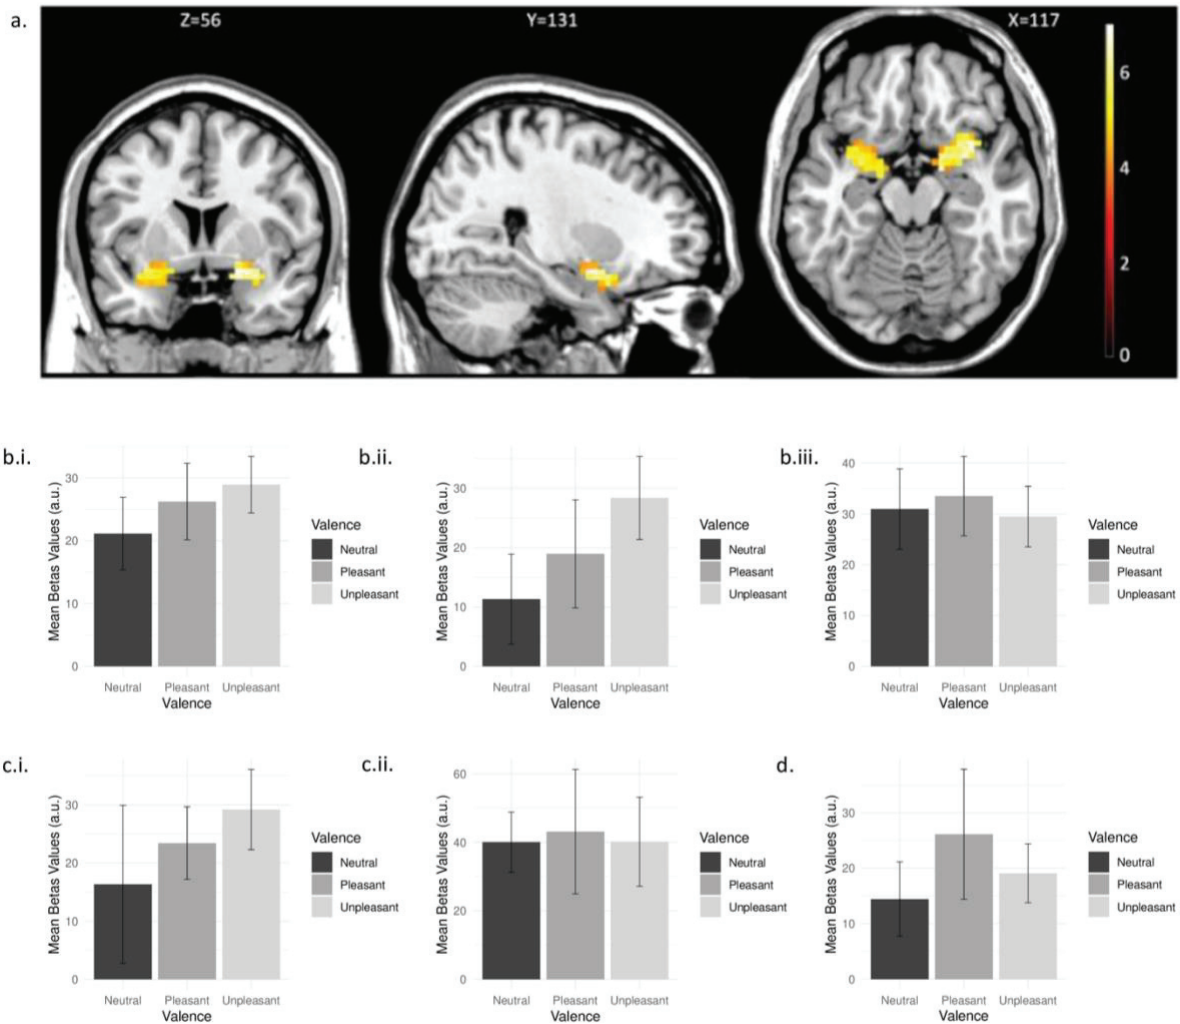 a.
Z=56
Y=131
X=117
6
4
2
0
b.i.
Mean Betas Values (a.u.)
30
20
10
0
Neutral Pleasant Unpleasant
Valence
Valence
Neutral
Pleasant
Unpleasant
b.ii.
Mean Betas Values (a.u.)
30
20
10
0
Neutral Pleasant Unpleasant
Valence
Valence
Neutral
Pleasant
Unpleasant
b.iii.
Mean Betas Values (a.u.)
40
30
20
10
0
Neutral Pleasant Unpleasant
Valence
Valence
Neutral
Pleasant
Unpleasant
c.i.
Mean Betas Values (a.u.)
30
20
10
0
Neutral Pleasant Unpleasant
Valence
Valence
Neutral
Pleasant
Unpleasant
c.ii.
Mean Betas Values (a.u.)
60
40
20
0
Neutral Pleasant Unpleasant
Valence
Valence
Neutral
Pleasant
Unpleasant
d.
Mean Betas Values (a.u.)
30
20
10
0
Neutral Pleasant Unpleasant
Valence
Valence
Neutral
Pleasant
Unpleasant